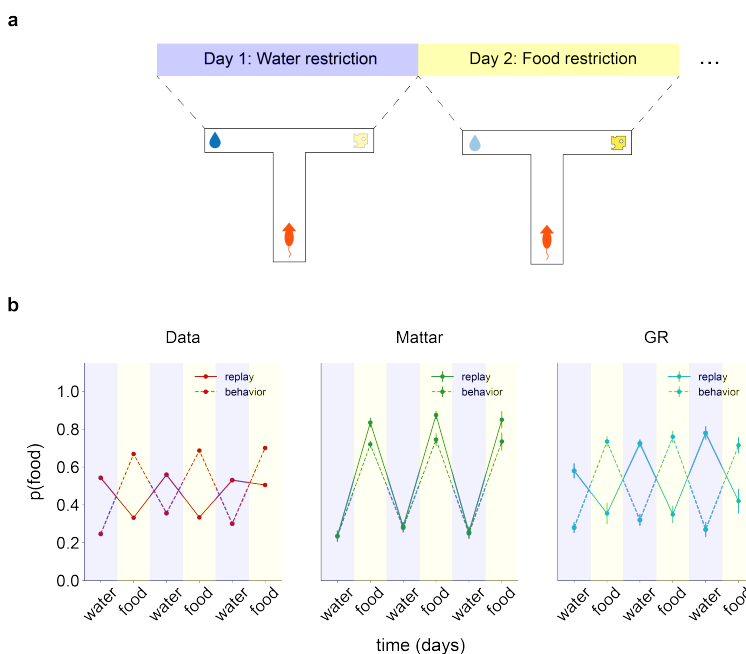 a
Day 1: Water restriction
Day 2: Food restriction
...
b
Data
Mattar
GR
replay
behavior
replay
behavior
replay
behavior
p(food)
1.0
0.8
0.6
0.4
0.2
0.0
water food water food water food
water food water food water food
water food water food water food
time (days)